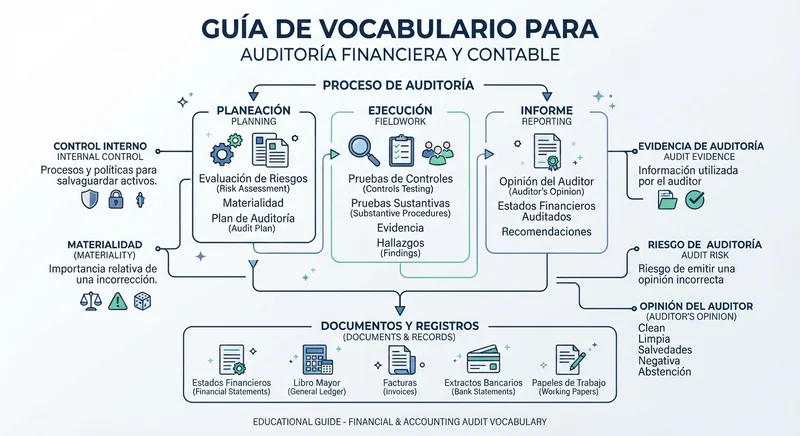 GUÍA DE VOCABULARIO PARA
AUDITORÍA FINANCIERA Y CONTABLE
PROCESO DE AUDITORÍA
PLANEACIÓN
PLANNING
Evaluación de Riesgos
(Risk Assessment)
Materialidad
Plan de Auditoría
(Audit Plan)
EJECUCIÓN
FIELDWORK
Pruebas de Controles
(Controls Testing)
Pruebas Sustantivas
(Substantive Procedures)
Evidencia
Hallazgos
(Findings)
INFORME
REPORTING
Opinión del Auditor
(Auditor's Opinion)
Estados Financieros
Auditados
Recomendaciones
CONTROL INTERNO
INTERNAL CONTROL
Procesos y políticas para
salvaguardar activos.
MATERIALIDAD
(MATERIALITY)
Importancia relativa de
una incorrección.
EVIDENCIA DE AUDITORÍA
AUDIT EVIDENCE
Información utilizada
por el auditor
RIESGO DE AUDITORÍA
AUDIT RISK
Riesgo de emitir una
opinión incorrecta
OPINIÓN DEL AUDITOR
(AUDITOR'S OPINION)
Clean
Limpia
Salvedades
Negativa
Abstención
DOCUMENTOS Y REGISTROS
(DOCUMENTS & RECORDS)
Estados Financieros
(Financial Statements)
Libro Mayor
(General Ledger)
Facturas
(invoices)
Extractos Bancarios
(Bank Statements)
Papeles de Trabajo
(Working Papers)
EDUCATIONAL GUIDE - FINANCIAL & ACCOUNTING AUDIT VOCABULARY